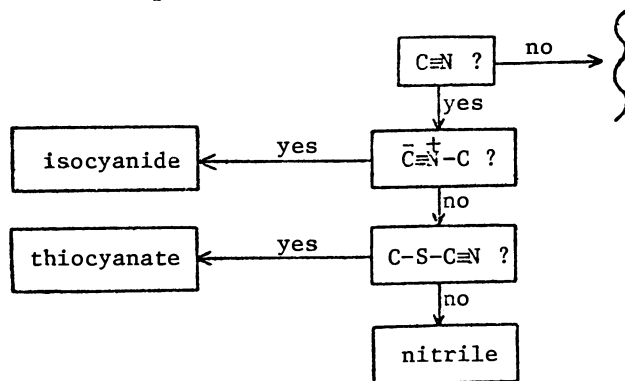 C≡N ?
no
yes
isocyanide
yes
C̄≡N⁺-C ?
no
thiocyanate
yes
C-S-C≡N ?
no
nitrile